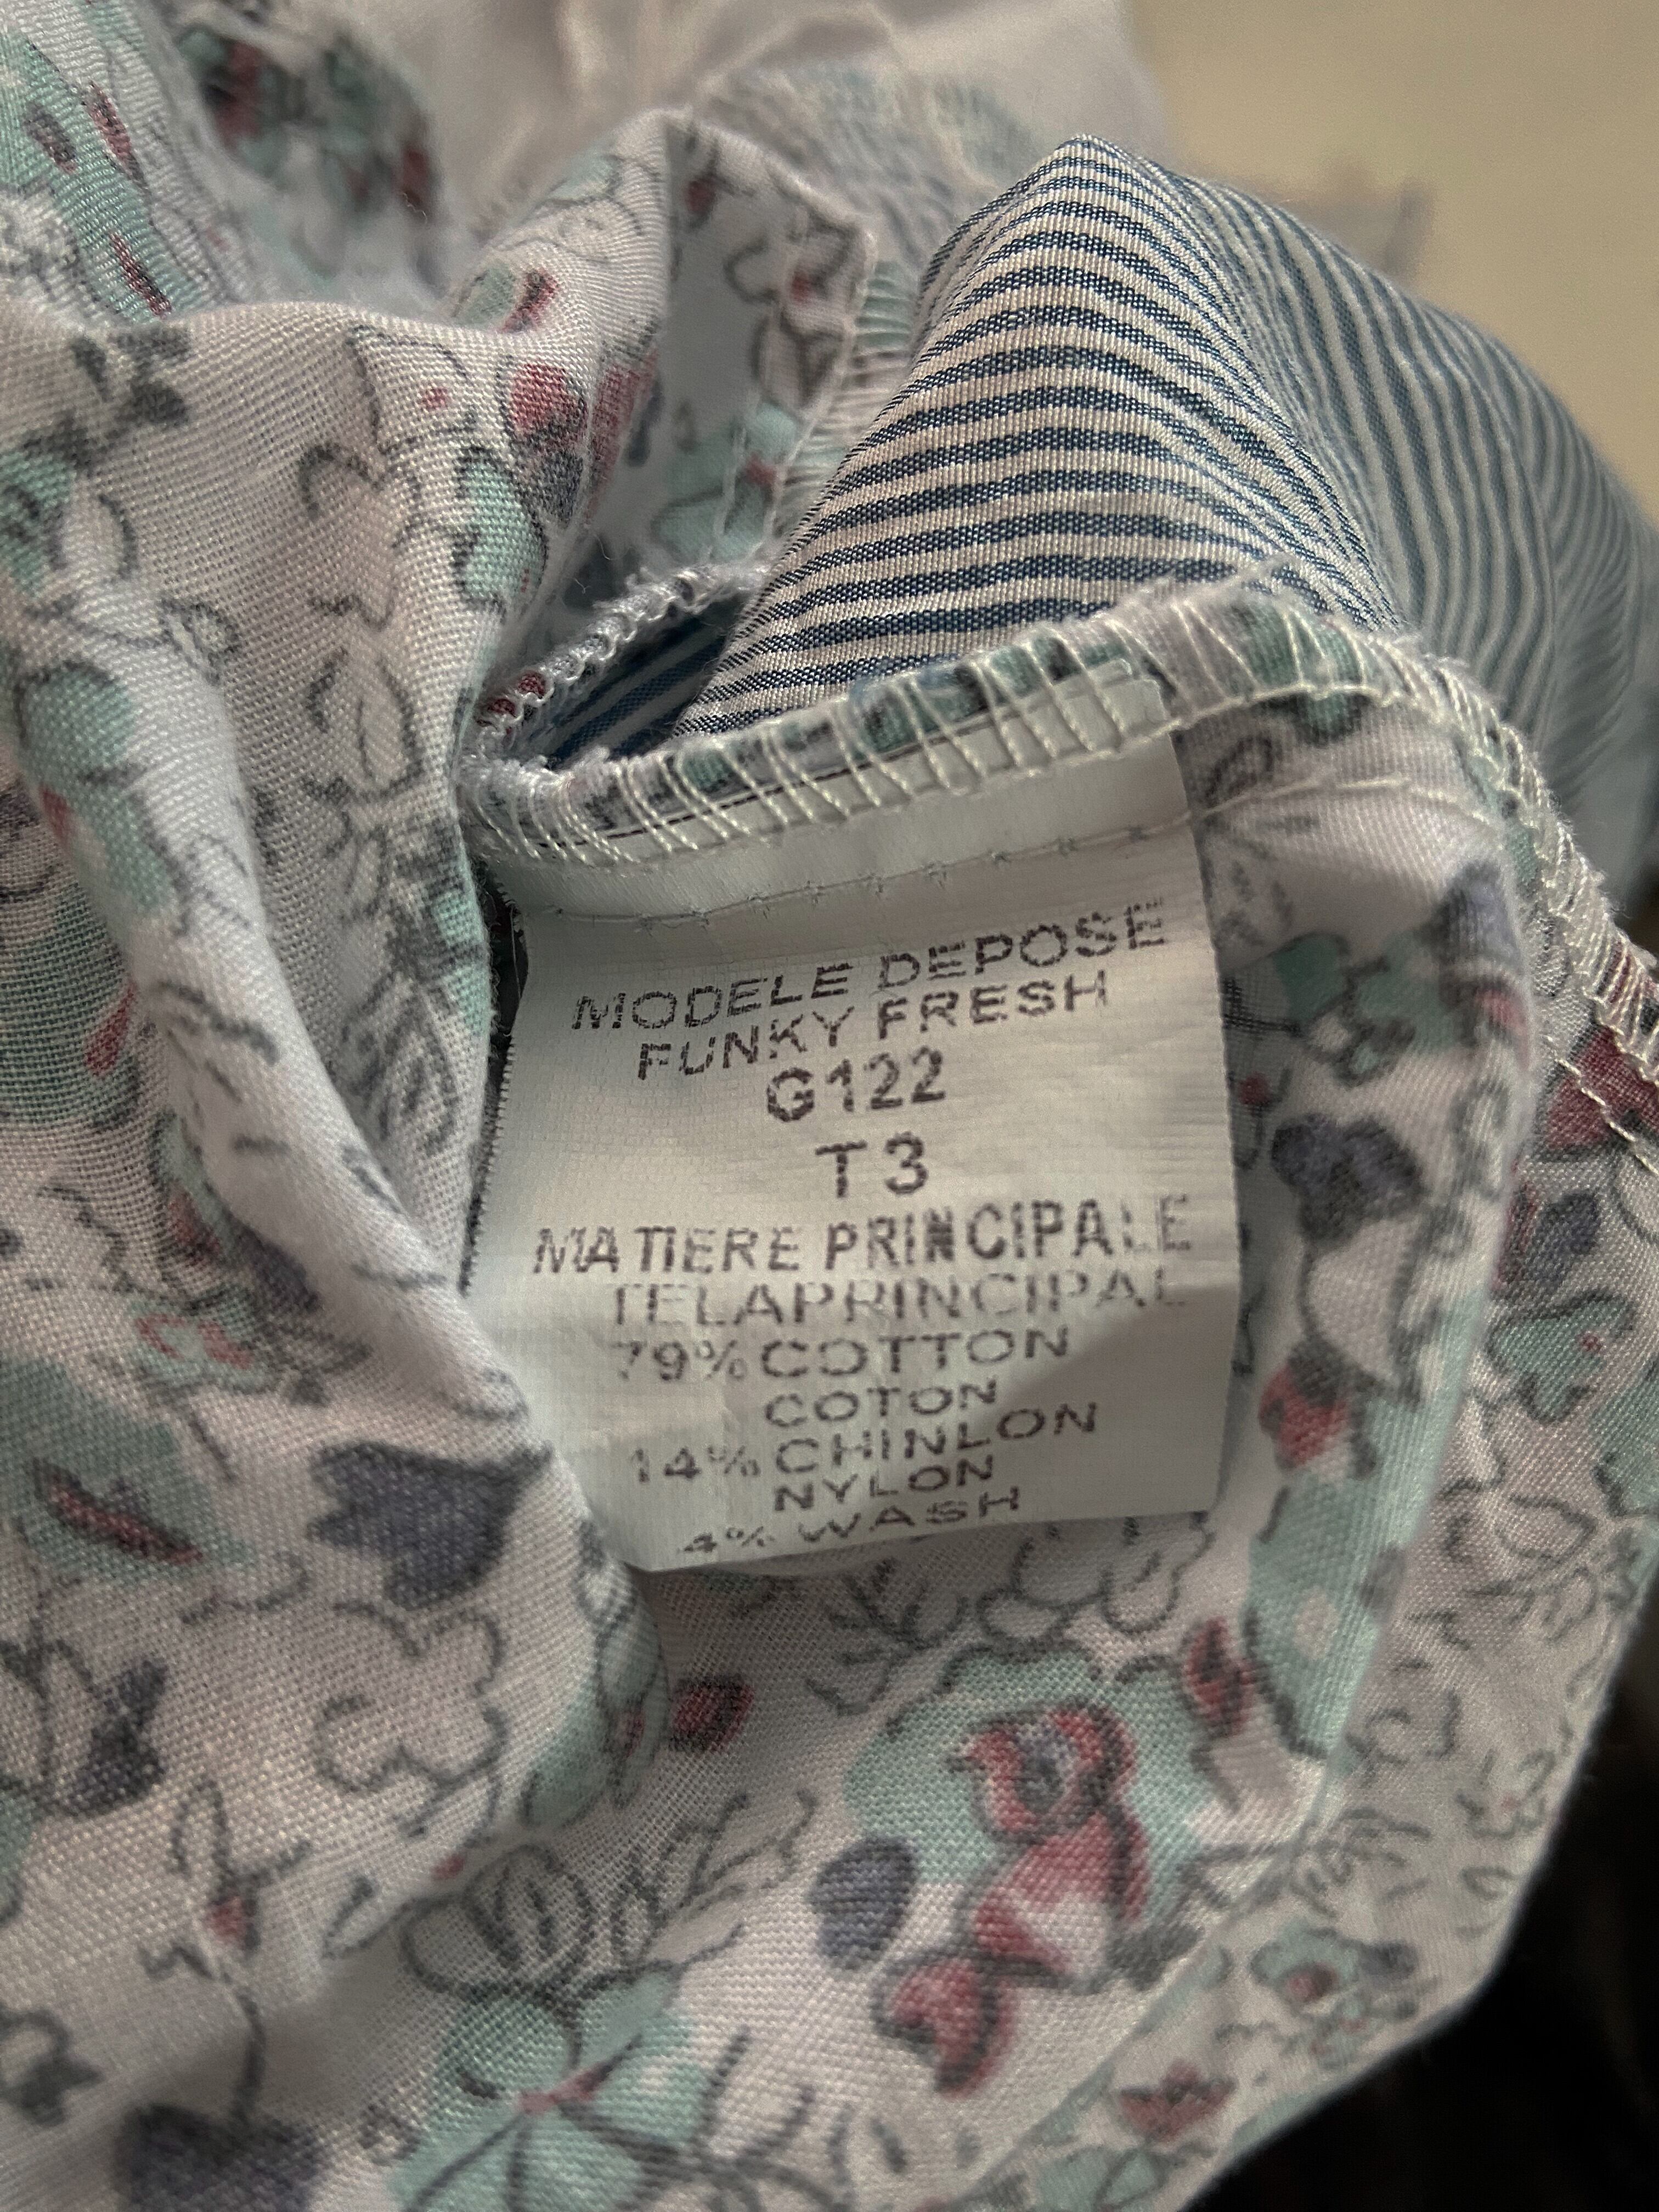 MODELE DEPOSE
FUNKY FRESH
G122
T3
MATIERE PRINCIPALE
TELAPRINCIPAL
79% COTTON
COTON
14% CHINLON
NYLON
4% WASH